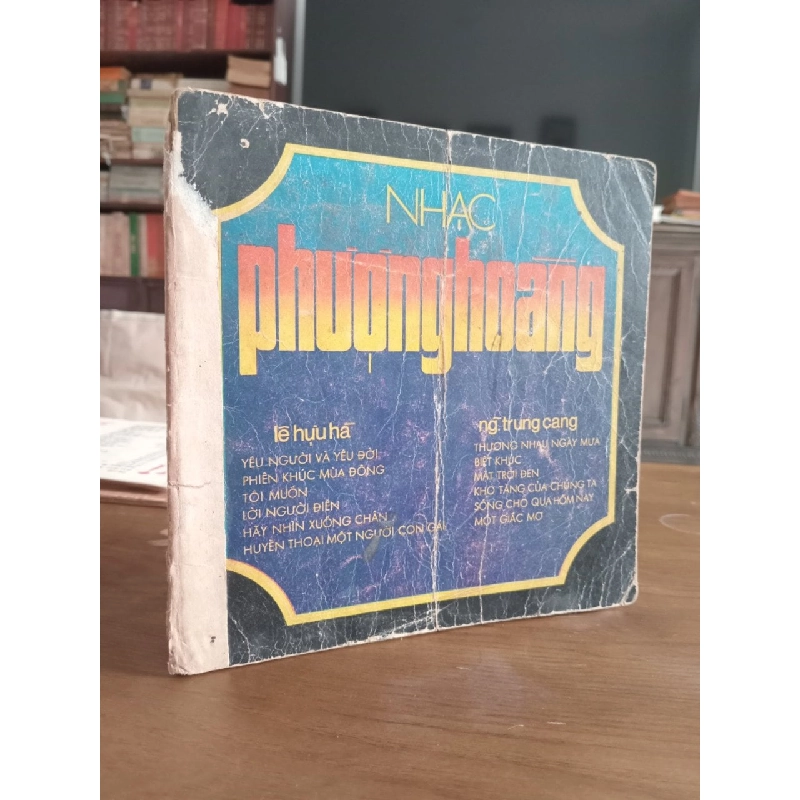 NHẠC
phượnghoàng
lê hựu hà
YÊU NGƯỜI VÀ YÊU ĐỜI
PHIÊN KHÚC MÙA ĐÔNG
TÔI MUỐN
LỜI NGƯỜI ĐIÊN
HÃY NHÌN XUỐNG CHÂN
HUYỀN THOẠI MỘT NGƯỜI CON GÁI
ng. trung cang
THƯƠNG NHAU NGÀY MƯA
BIỆT KHÚC
MẶT TRỜI ĐEN
KHO TÀNG CỦA CHÚNG TA
SỐNG CHO QUA HÔM NAY
MỘT GIẤC MƠ